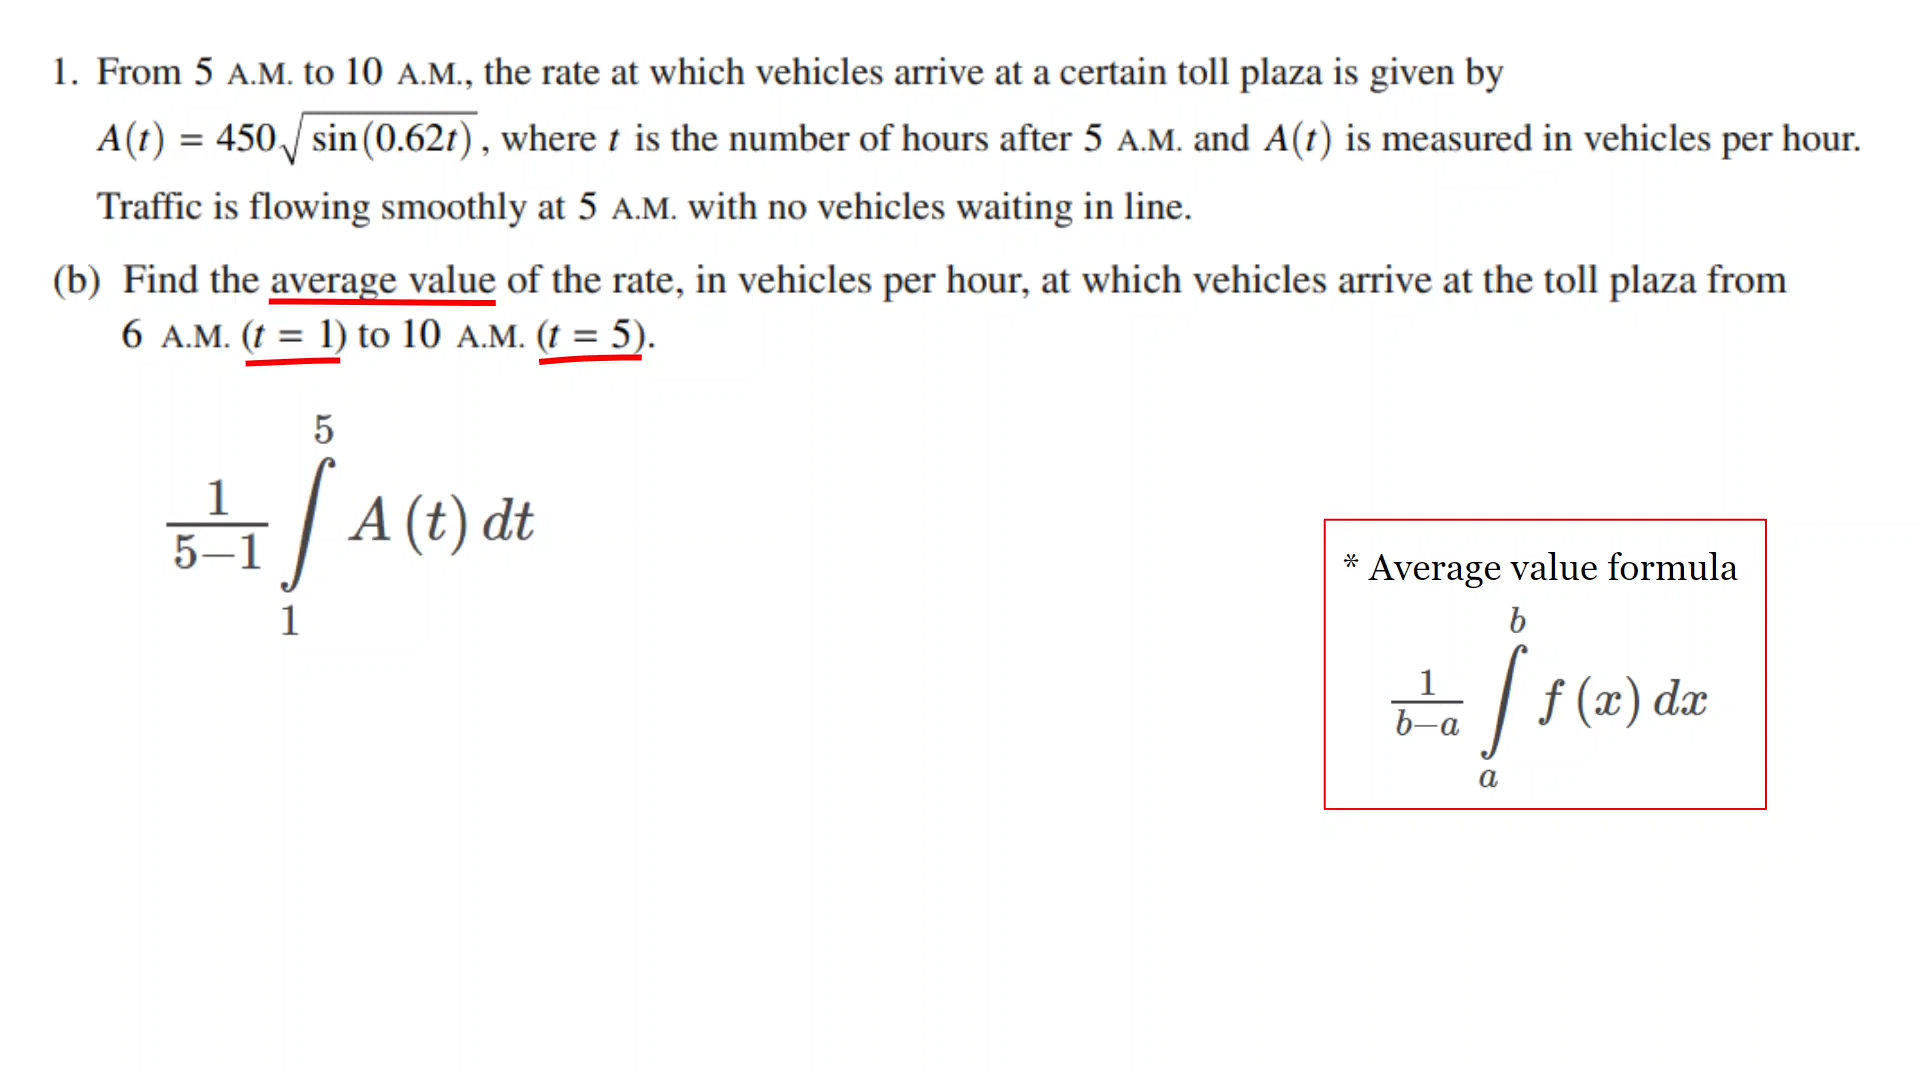 1. From 5 A.M. to 10 A.M., the rate at which vehicles arrive at a certain toll plaza is given by
A(t) = 450√sin(0.62t), where t is the number of hours after 5 A.M. and A(t) is measured in vehicles per hour.
Traffic is flowing smoothly at 5 A.M. with no vehicles waiting in line.
(b) Find the average value of the rate, in vehicles per hour, at which vehicles arrive at the toll plaza from
6 A.M. (t = 1) to 10 A.M. (t = 5).
5
1
5−1
∫ A (t) dt
1
* Average value formula
b
1
b−a
∫ f (x) dx
a